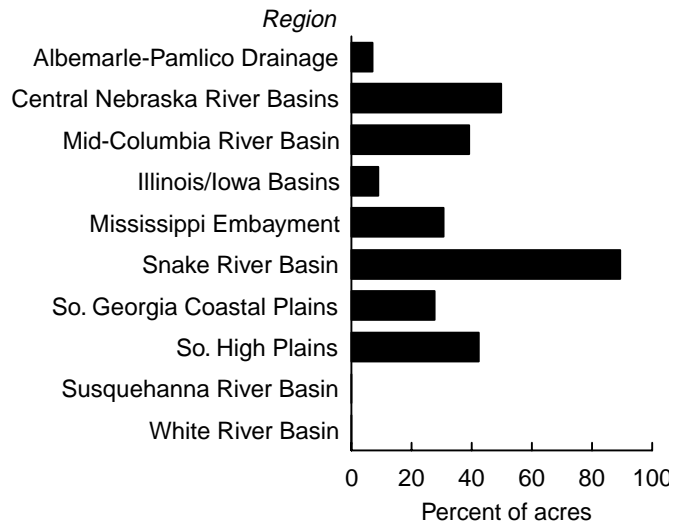 Region
Albemarle-Pamlico Drainage
Central Nebraska River Basins
Mid-Columbia River Basin
Illinois/Iowa Basins
Mississippi Embayment
Snake River Basin
So. Georgia Coastal Plains
So. High Plains
Susquehanna River Basin
White River Basin
0 20 40 60 80 100
Percent of acres